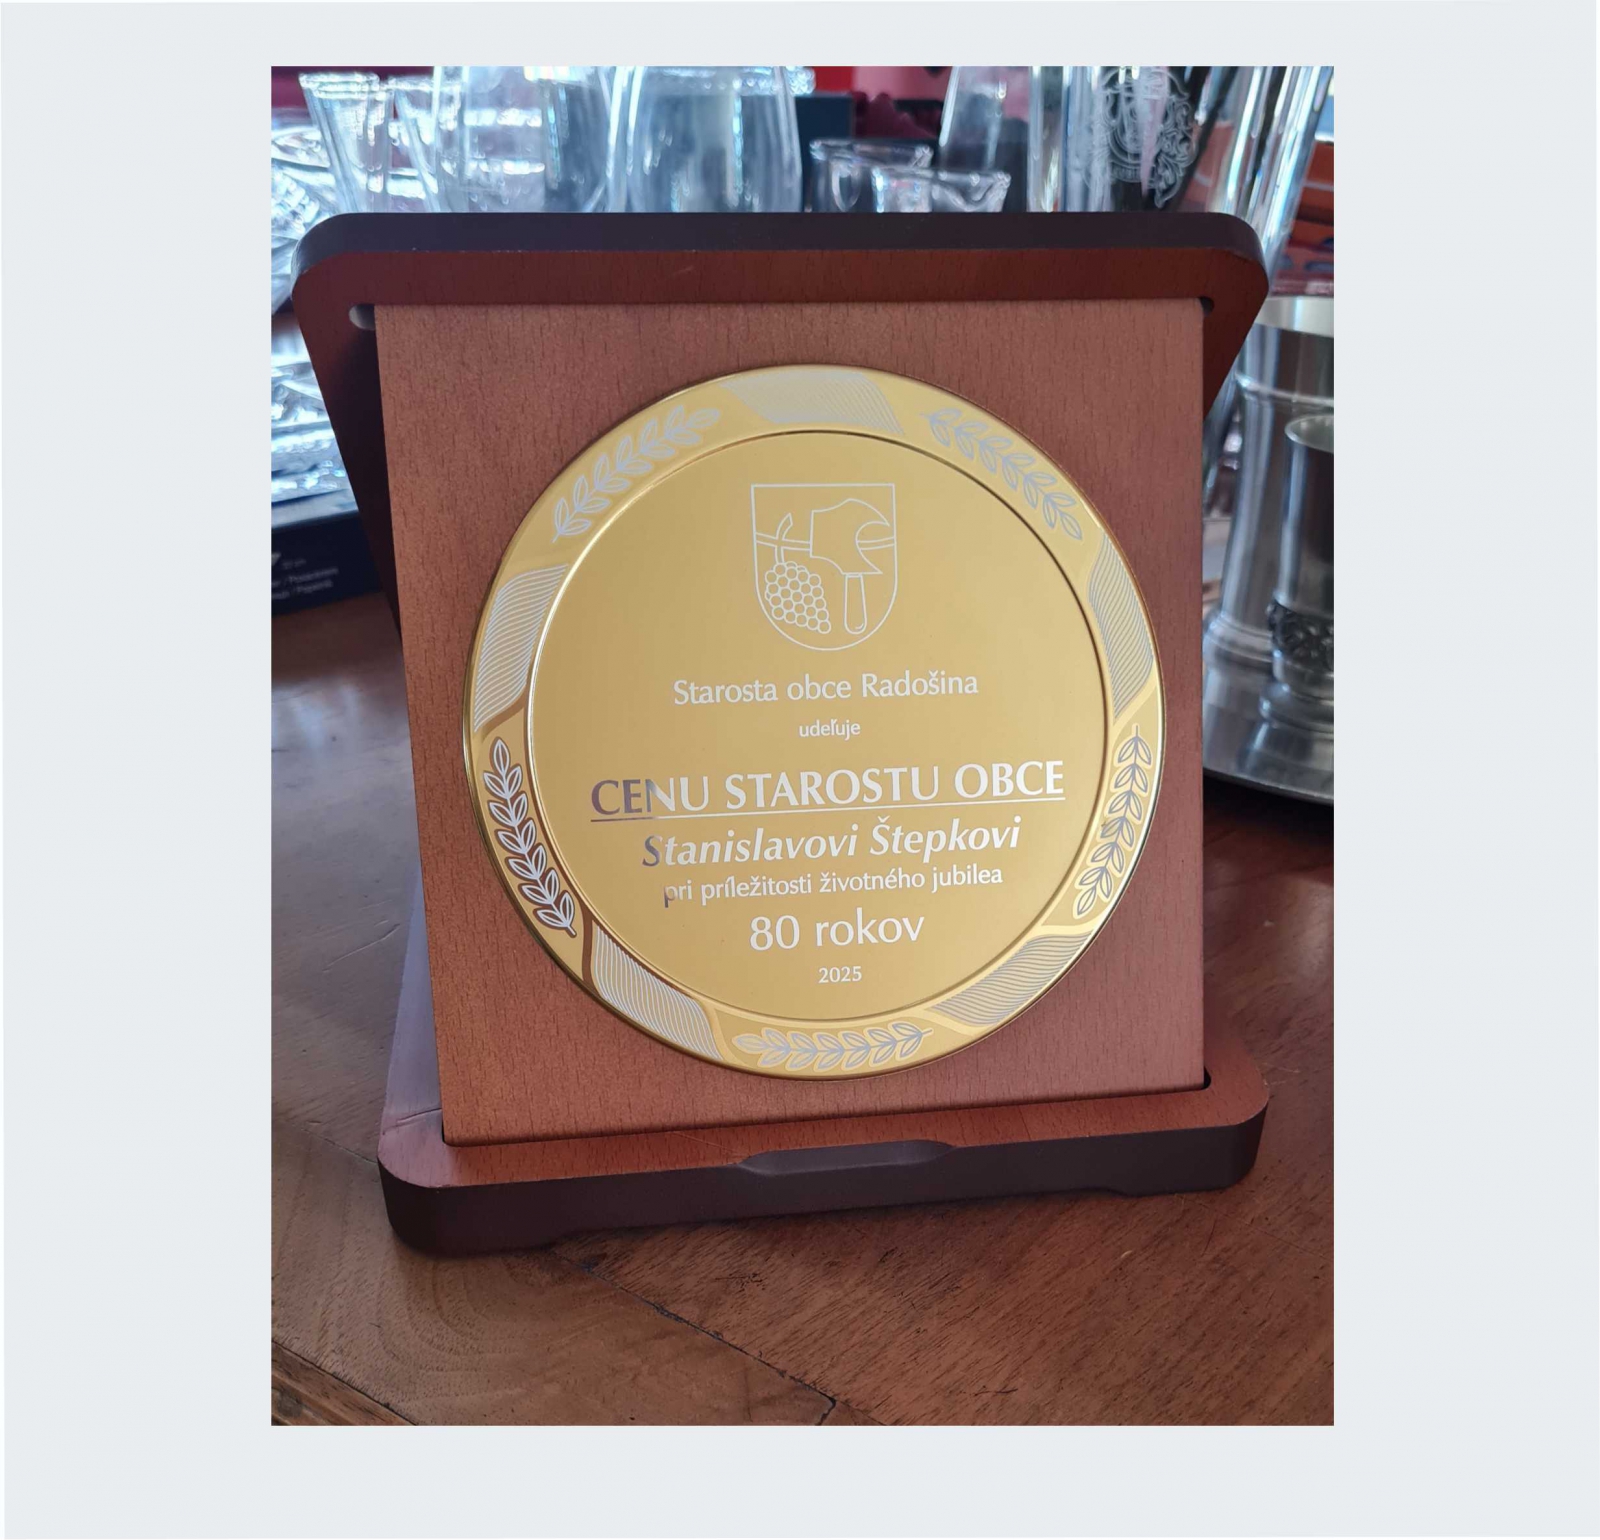 Starosta obce Radošina
udeľuje
CENU STAROSTU OBCE
Stanislavovi Štepkovi
pri príležitosti životného jubilea
80 rokov
2025